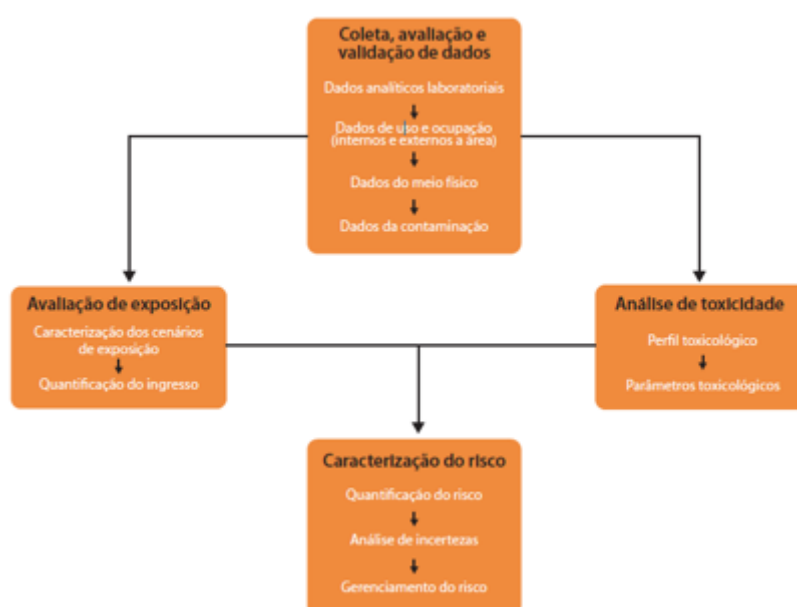 Coleta, avaliação e
validação de dados
Dados analíticos laboratoriais
Dados de uso e ocupação
(internos e externos a área)
Dados do meio físico
Dados da contaminação
Avaliação de exposição
Caracterização dos cenários
de exposição
Quantificação do ingresso
Análise de toxicidade
Perfil toxicológico
Parâmetros toxicológicos
Caracterização do risco
Quantificação do risco
Análise de incertezas
Gerenciamento do risco